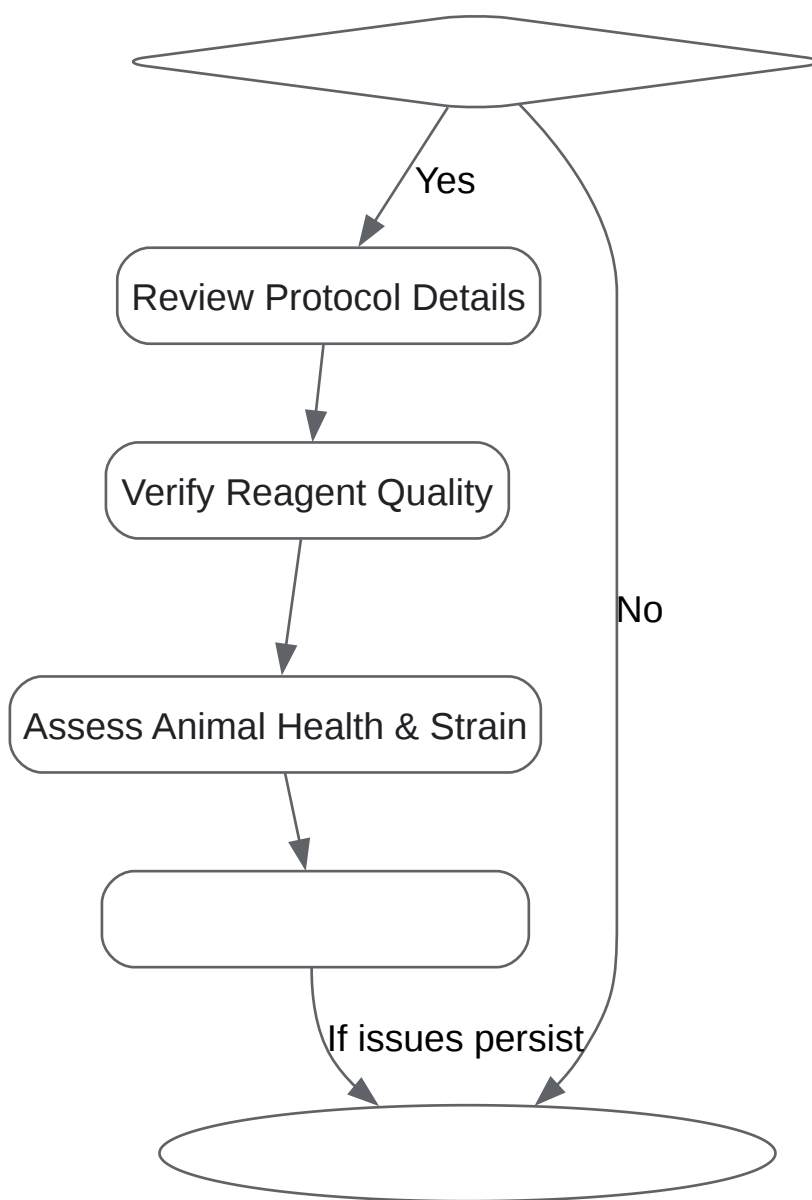 Yes
Review Protocol Details
Verify Reagent Quality
No
Assess Animal Health & Strain
If issues persist